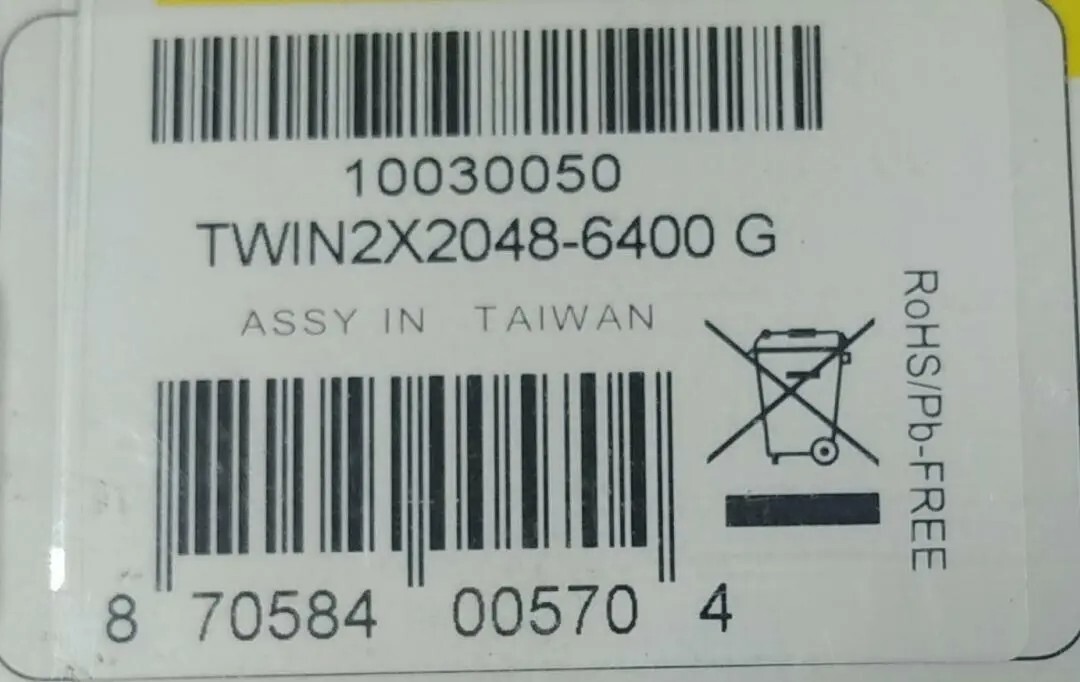 10030050
TWIN2X2048-6400 G
ASSY IN TAIWAN
RoHS/Pb-FREE
8 70584 00570 4